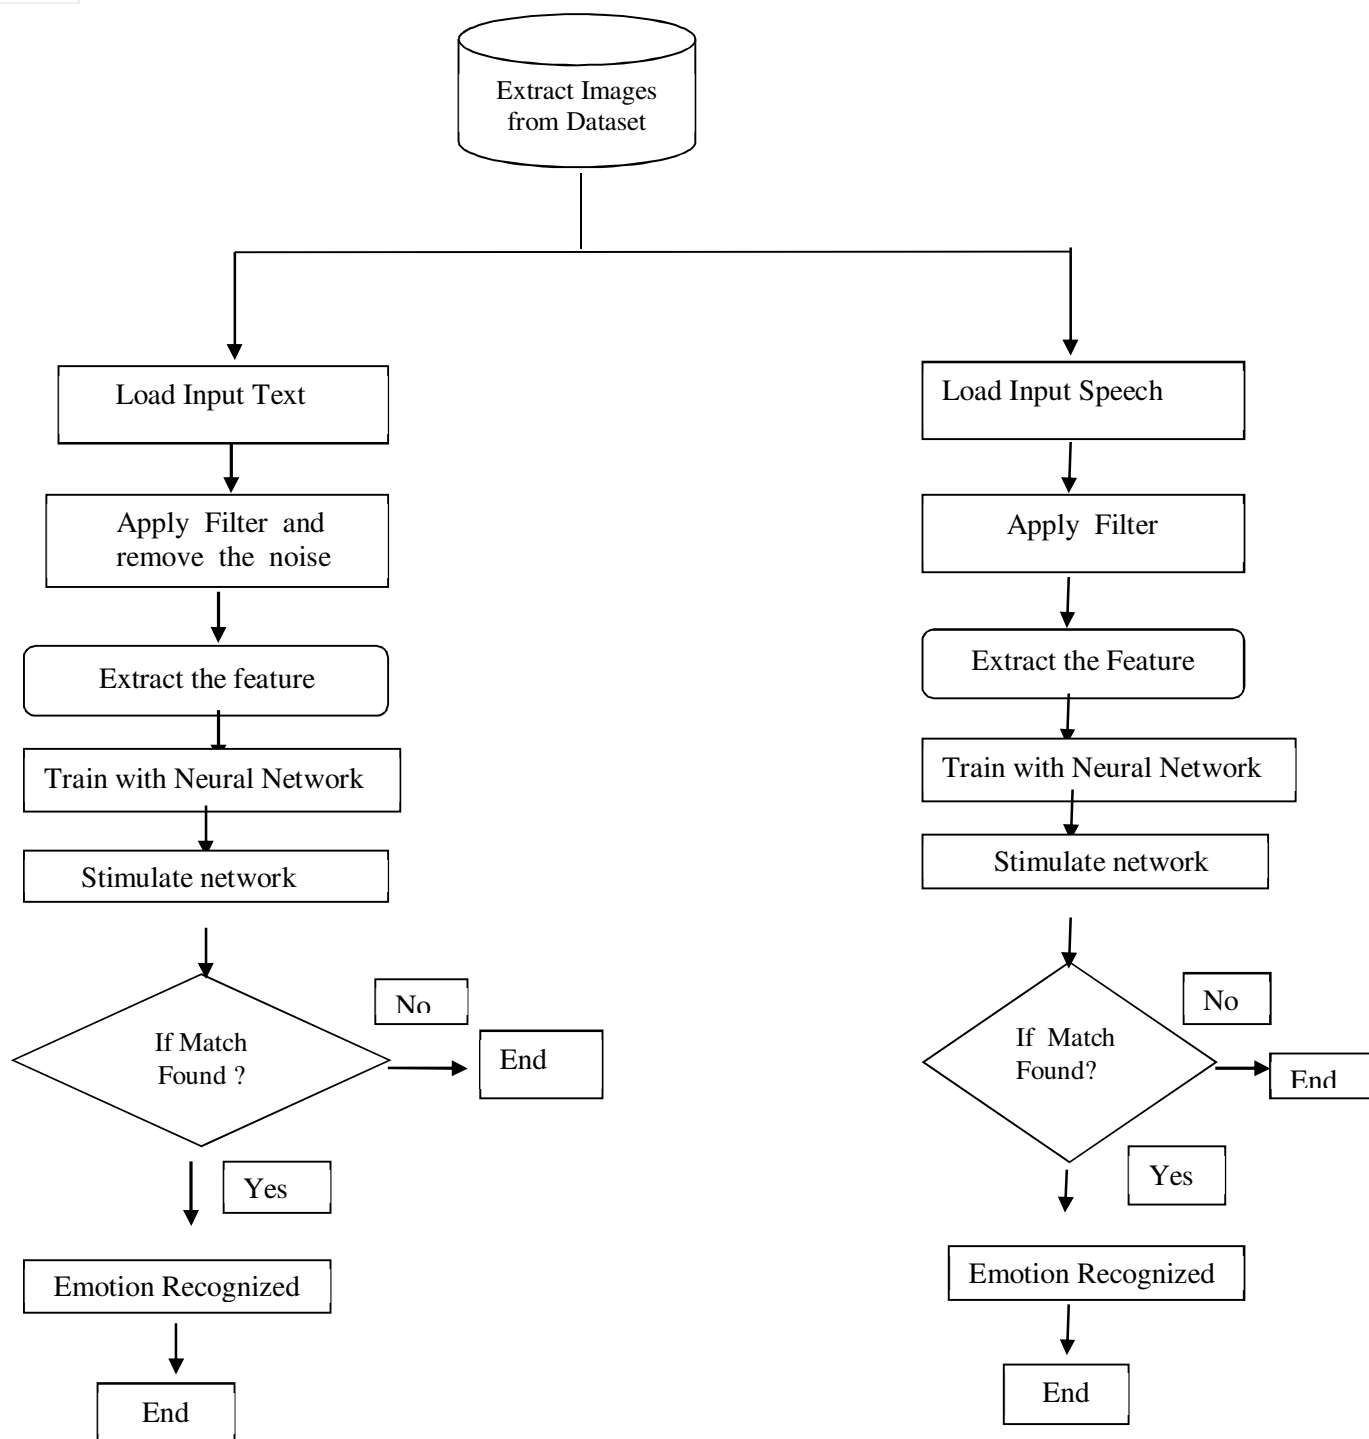 Extract Images
from Dataset
Load Input Text
Apply Filter and
remove the noise
Extract the feature
Train with Neural Network
Stimulate network
If Match
Found ?
No
End
Yes
Emotion Recognized
End
Load Input Speech
Apply Filter
Extract the Feature
Train with Neural Network
Stimulate network
If Match
Found?
No
End
Yes
Emotion Recognized
End